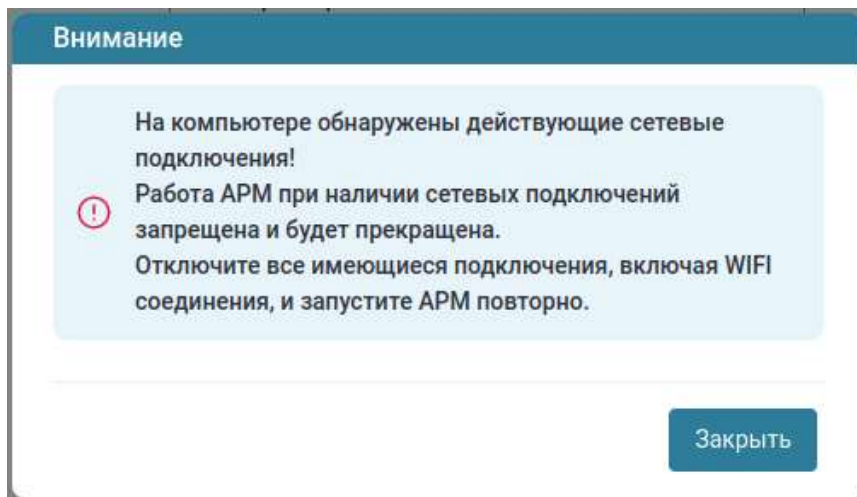 Внимание
На компьютере обнаружены действующие сетевые
подключения!
Работа АРМ при наличии сетевых подключений
запрещена и будет прекращена.
Отключите все имеющиеся подключения, включая WIFI
соединения, и запустите АРМ повторно.
Закрыть